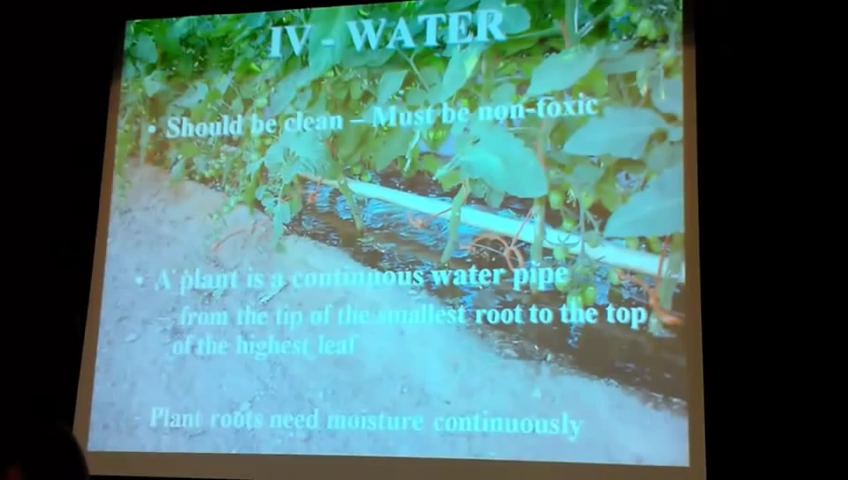 IV - WATER
• Should be clean – Must be non-toxic
• A plant is a continuous water pipe
– from the tip of the smallest root to the top
of the highest leaf
Plant roots need moisture continuously